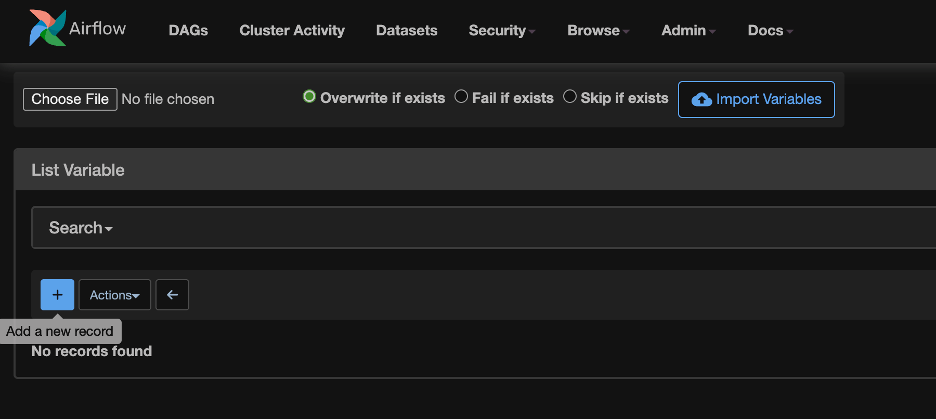 Airflow DAGs Cluster Activity Datasets Security Browse Admin Docs
Choose File No file chosen Overwrite if exists Fail if exists Skip if exists Import Variables
List Variable
Search
+ Actions ←
Add a new record
No records found